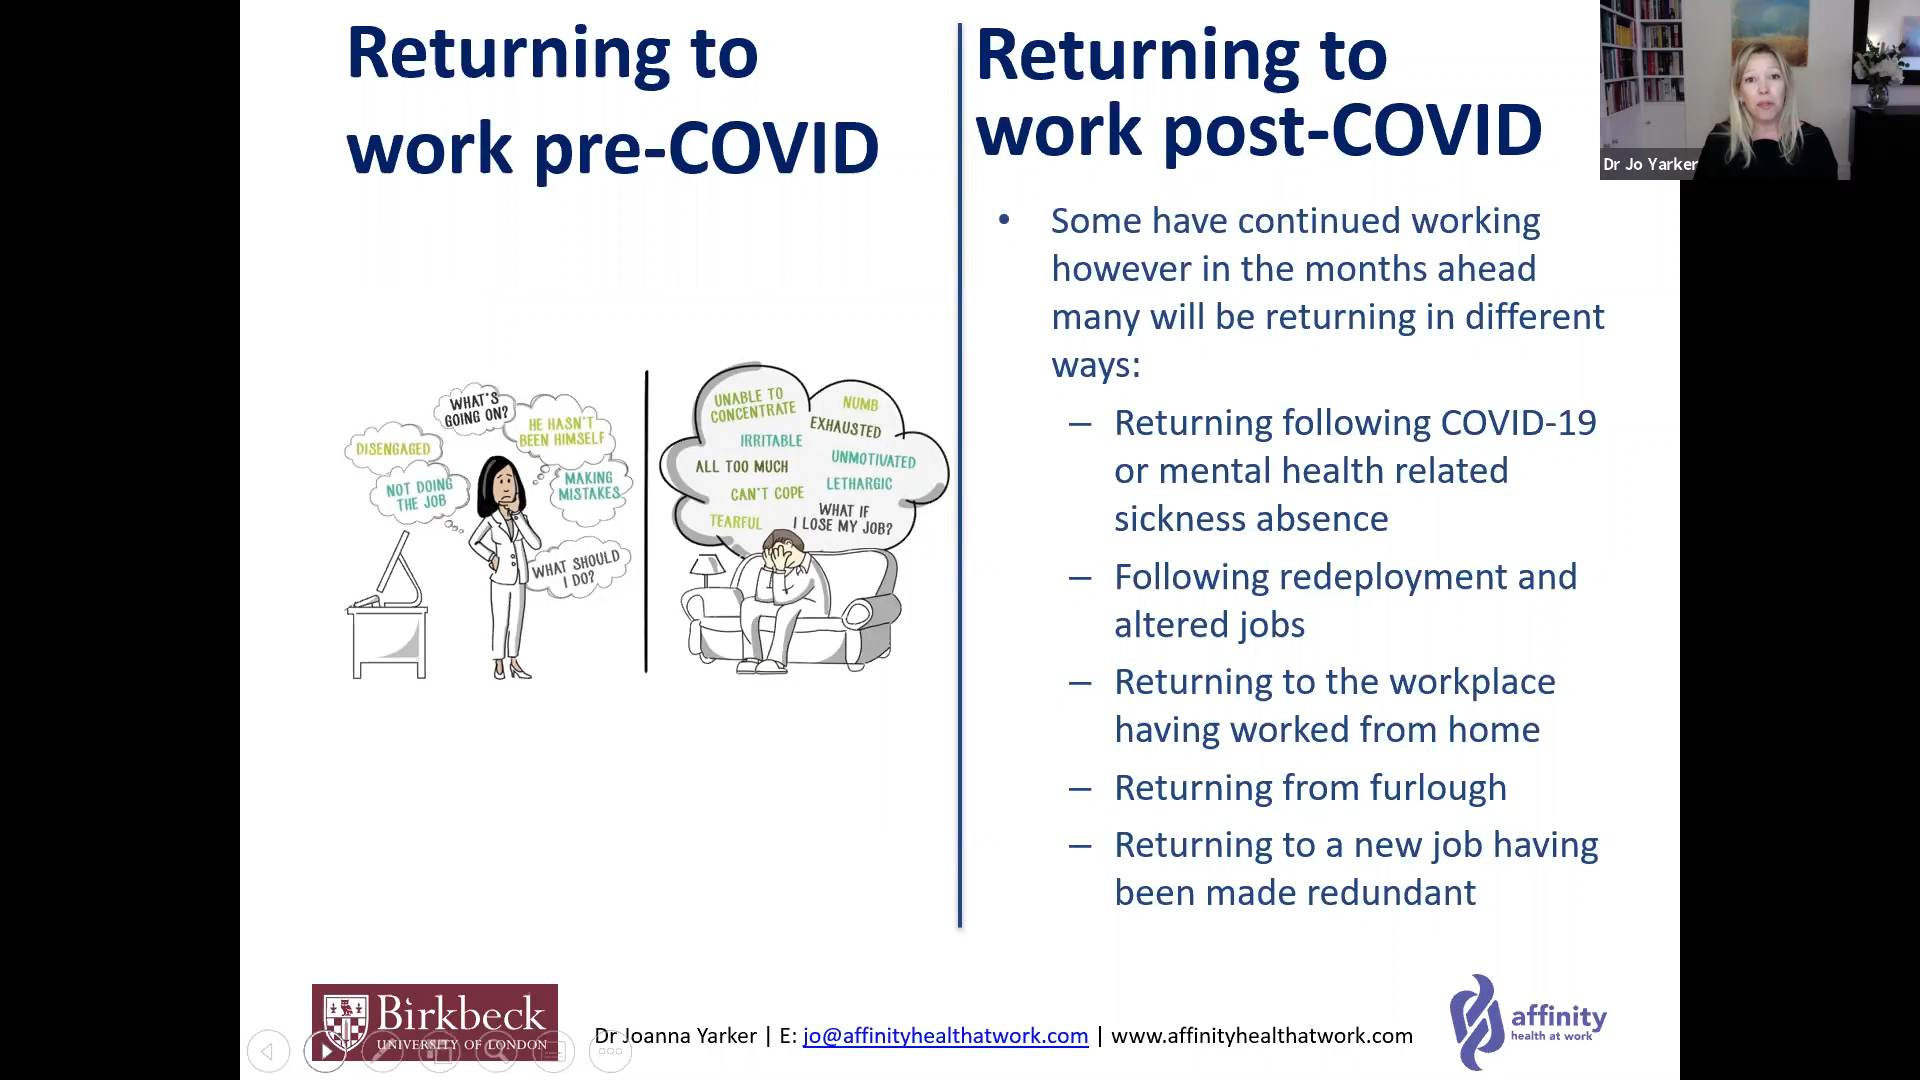 Returning to
work pre-COVID
WHAT'S
GOING ON?
HE HASN'T
BEEN HIMSELF
DISENGAGED
NOT DOING
THE JOB
MAKING
MISTAKES
WHAT SHOULD
I DO?
UNABLE TO
CONCENTRATE
NUMB
EXHAUSTED
IRRITABLE
UNMOTIVATED
ALL TOO MUCH
LETHARGIC
CAN'T COPE
WHAT IF
I LOSE MY JOB?
TEARFUL
Returning to
work post-COVID
• Some have continued working
however in the months ahead
many will be returning in different
ways:
– Returning following COVID-19
or mental health related
sickness absence
– Following redeployment and
altered jobs
– Returning to the workplace
having worked from home
– Returning from furlough
– Returning to a new job having
been made redundant
Dr Jo Yarker
Birkbeck
UNIVERSITY OF LONDON
Dr Joanna Yarker | E: jo@affinityhealthatwork.com | www.affinityhealthatwork.com
affinity
health at work